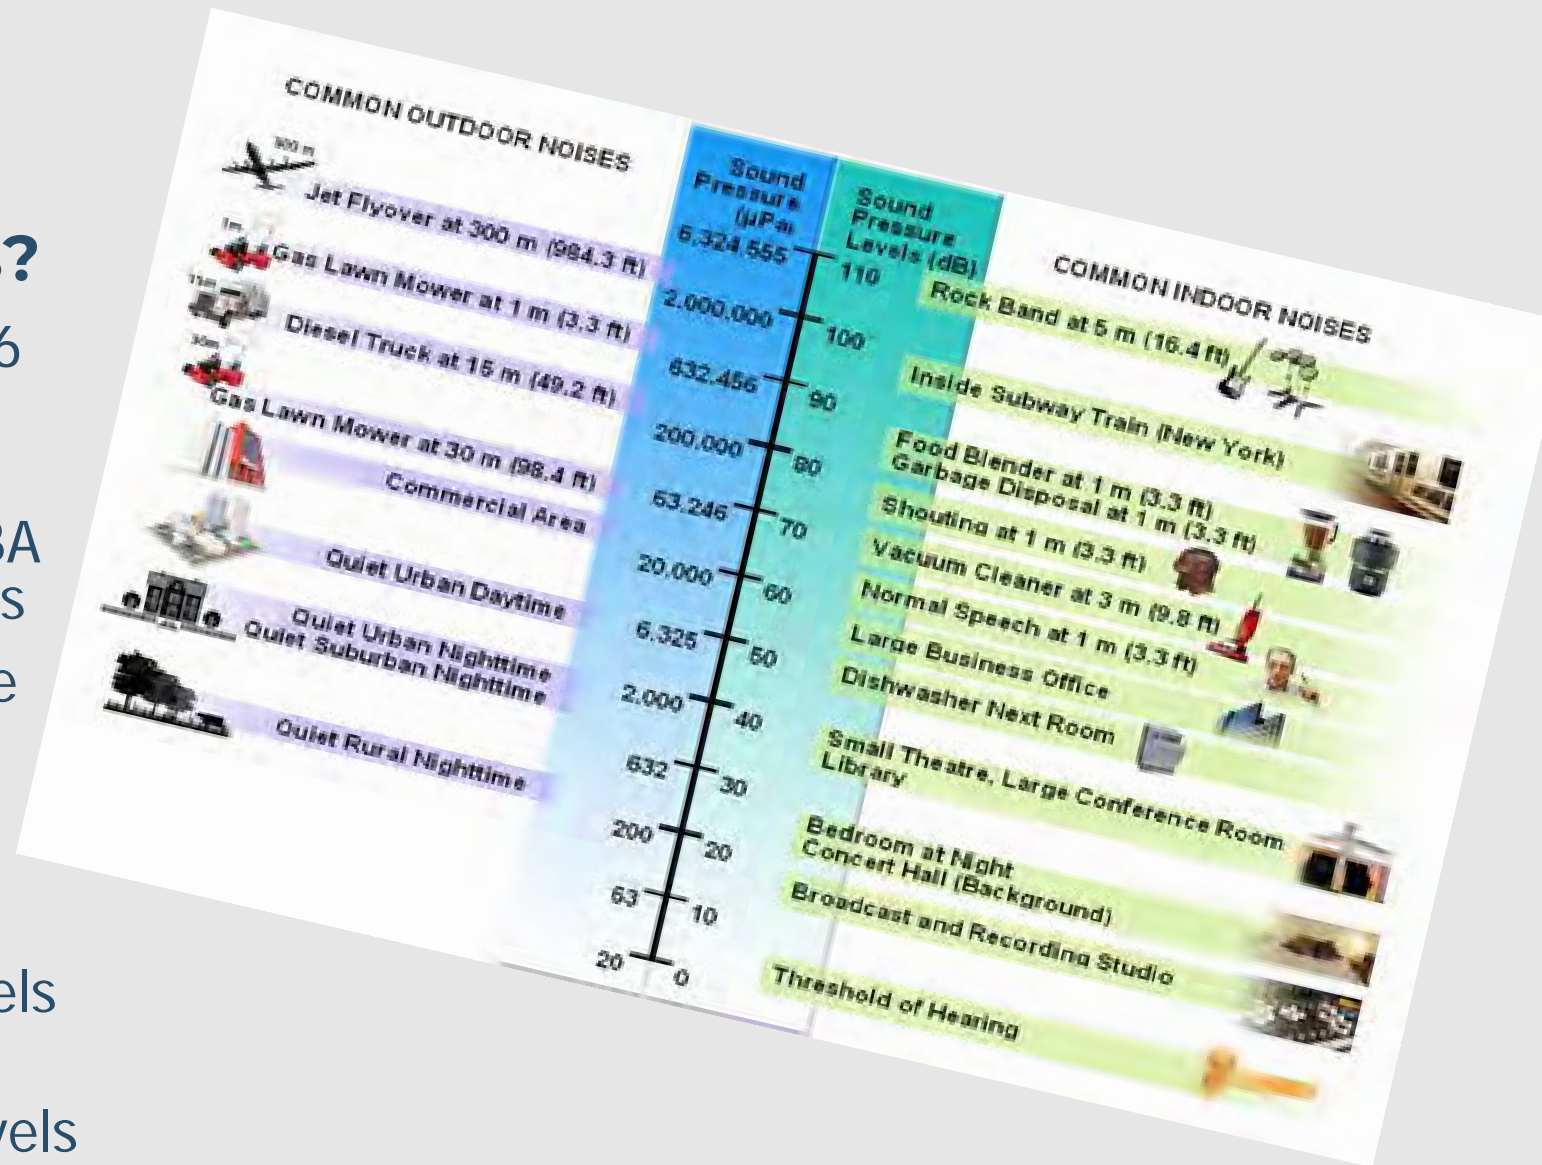 s?
6
BA
s
e
els
vels
COMMON OUTDOOR NOISES
300 m
Jet Flyover at 300 m (984.3 ft)
1m
Gas Lawn Mower at 1 m (3.3 ft)
15m
Diesel Truck at 15 m (49.2 ft)
30m
Gas Lawn Mower at 30 m (98.4 ft)
Commercial Area
Quiet Urban Daytime
Quiet Urban Nighttime
Quiet Suburban Nighttime
Quiet Rural Nighttime
Sound
Pressure
(µPa)
6,324,555
2,000,000
632,456
200,000
63,246
20,000
6,325
2,000
632
200
63
20
Sound
Pressure
Levels (dB)
110
100
90
80
70
60
50
40
30
20
10
0
COMMON INDOOR NOISES
Rock Band at 5 m (16.4 ft)
Inside Subway Train (New York)
Food Blender at 1 m (3.3 ft)
Garbage Disposal at 1 m (3.3 ft)
Shouting at 1 m (3.3 ft)
Vacuum Cleaner at 3 m (9.8 ft)
Normal Speech at 1 m (3.3 ft)
Large Business Office
Dishwasher Next Room
Small Theatre, Large Conference Room
Library
Bedroom at Night
Concert Hall (Background)
Broadcast and Recording Studio
Threshold of Hearing